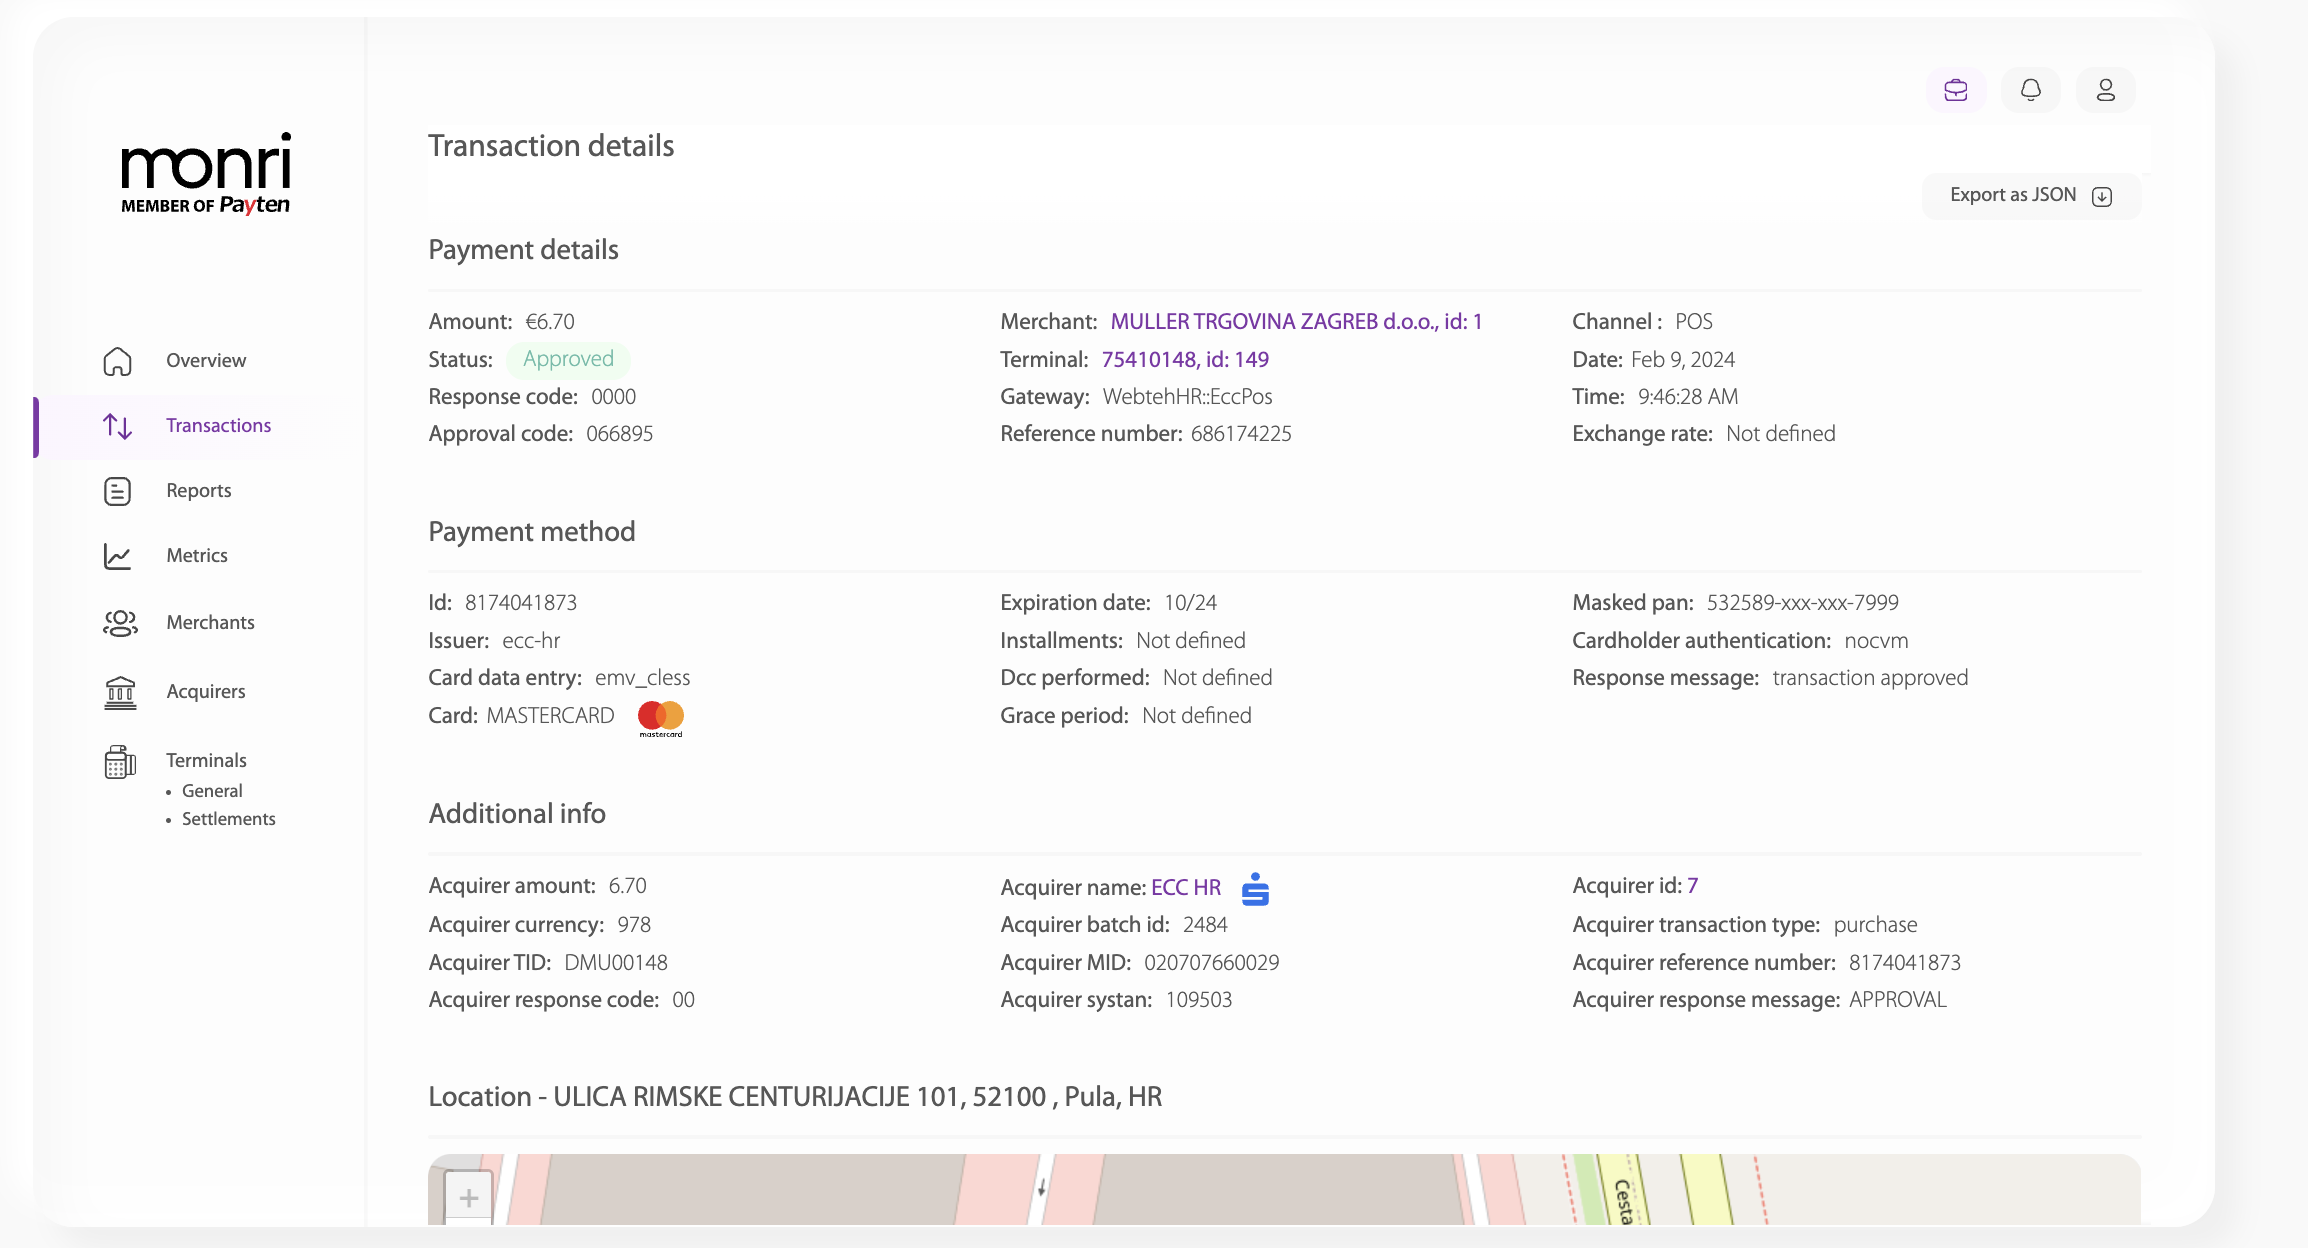 monri
MEMBER OF Payten
Overview
Transactions
Reports
Metrics
Merchants
Acquirers
Terminals
• General
• Settlements
Transaction details
Export as JSON
Payment details
Amount: €6.70
Status: Approved
Response code: 0000
Approval code: 066895
Merchant: MULLER TRGOVINA ZAGREB d.o.o., id: 1
Terminal: 75410148, id: 149
Gateway: WebtehHR::EccPos
Reference number: 686174225
Channel : POS
Date: Feb 9, 2024
Time: 9:46:28 AM
Exchange rate: Not defined
Payment method
Id: 8174041873
Issuer: ecc-hr
Card data entry: emv_cless
Card: MASTERCARD mastercard
Expiration date: 10/24
Installments: Not defined
Dcc performed: Not defined
Grace period: Not defined
Masked pan: 532589-xxx-xxx-7999
Cardholder authentication: nocvm
Response message: transaction approved
Additional info
Acquirer amount: 6.70
Acquirer currency: 978
Acquirer TID: DMU00148
Acquirer response code: 00
Acquirer name: ECC HR
Acquirer batch id: 2484
Acquirer MID: 020707660029
Acquirer systan: 109503
Acquirer id: 7
Acquirer transaction type: purchase
Acquirer reference number: 8174041873
Acquirer response message: APPROVAL
Location - ULICA RIMSKE CENTURIJACIJE 101, 52100 , Pula, HR
+
Cesta